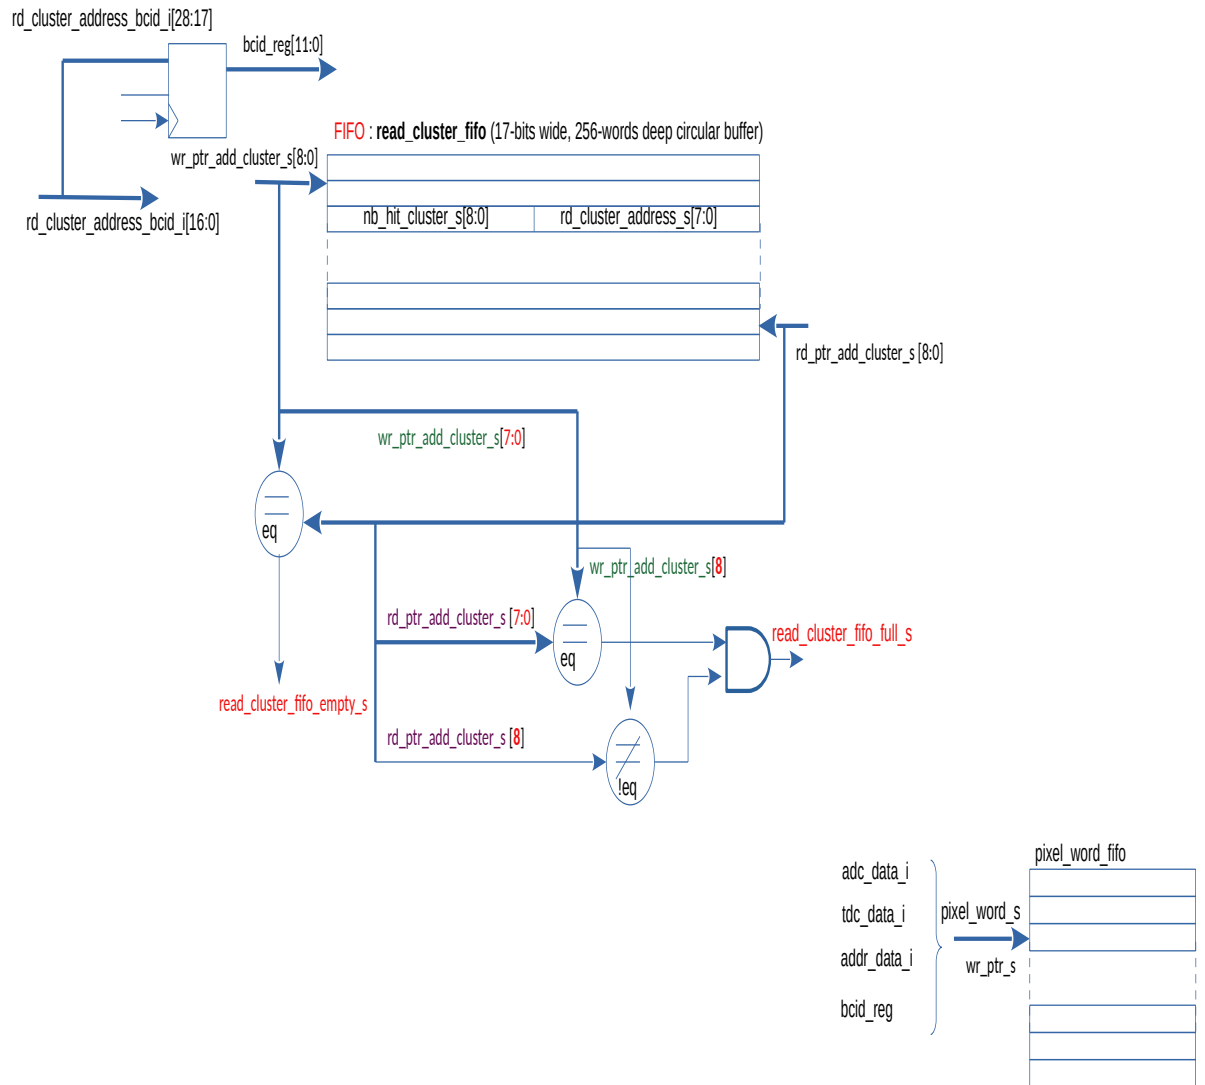 rd_cluster_address_bcid_i[28:17]
bcid_reg[11:0]
FIFO : read_cluster_fifo (17-bits wide, 256-words deep circular buffer)
wr_ptr_add_cluster_s[8:0]
nb_hit_cluster_s[8:0] rd_cluster_address_s[7:0]
rd_cluster_address_bcid_i[16:0]
rd_ptr_add_cluster_s [8:0]
wr_ptr_add_cluster_s[7:0]
eq
wr_ptr_add_cluster_s[8]
rd_ptr_add_cluster_s [7:0]
eq
read_cluster_fifo_full_s
read_cluster_fifo_empty_s
rd_ptr_add_cluster_s [8]
!eq
pixel_word_fifo
adc_data_i
tdc_data_i
pixel_word_s
addr_data_i
wr_ptr_s
bcid_reg